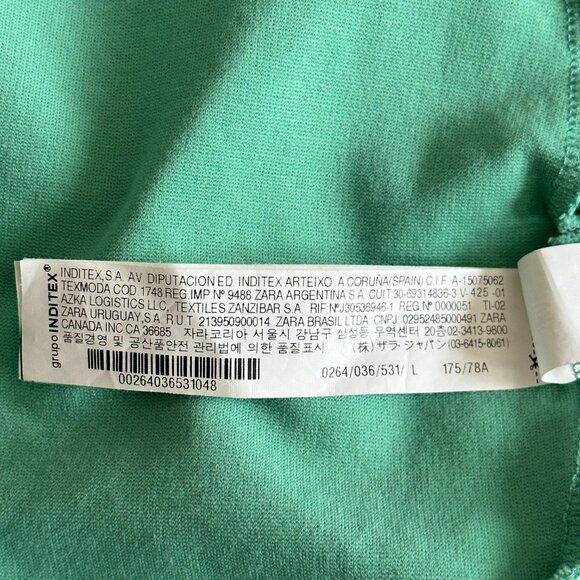 grupo INDITEX®
INDITEX,S.A. AV. DIPUTACION ED. INDITEX ARTEIXO A CORUÑA(SPAIN) C.I.F. A-15075062
TEXMODA COD 1748 REG IMP. Nº 9486 ZARA ARGENTINA S.A. CUIT 30-69314836-3 V-425 -01
AZKA LOGISTICS LLC., TEXTILES ZANZIBAR S.A. RIF NºJ30536946-1 REG Nº0000051 TI-02
ZARA URUGUAY,S.A. R U T. 213950900014 ZARA BRASIL LTDA. CNPJ 02952485000491 ZARA
CANADA INC CA 36685 자라코리아 서울시 강남구 삼성동 무역센터 20층 02-3413-9800
품질경영 및 공산품안전 관리법에 의한 품질표시 (株) ザラ・ジャパン (03-6415-8061)
00264036531048 0264/036/531/ L 175/78A